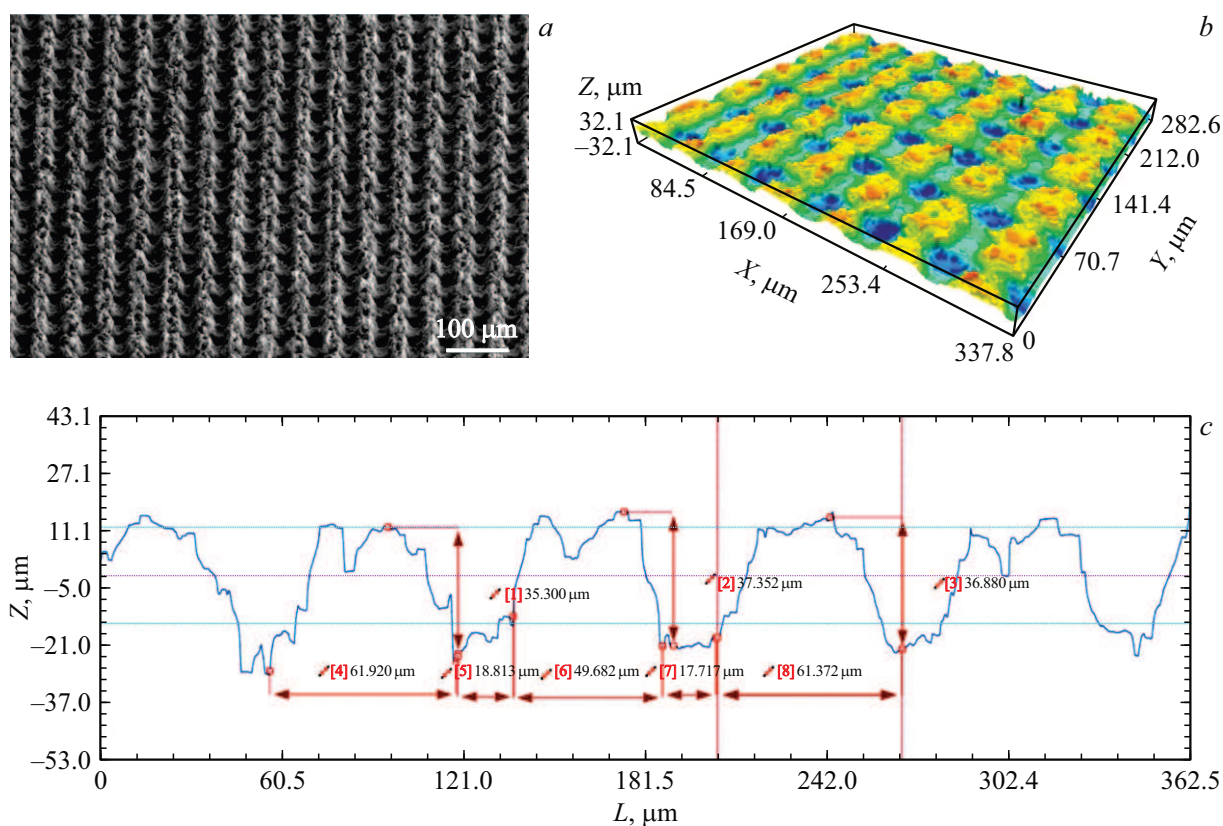 a
100 μm
b
Z, μm
32.1
–32.1
84.5
169.0
253.4
337.8
X, μm
0
70.7
141.4
212.0
282.6
Y, μm
c
43.1
27.1
11.1
–5.0
–21.0
–37.0
–53.0
Z, μm
[1] 35.300 μm
[2] 37.352 μm
[3] 36.880 μm
[4] 61.920 μm
[5] 18.813 μm
[6] 49.682 μm
[7] 17.717 μm
[8] 61.372 μm
0 60.5 121.0 181.5 242.0 302.4 362.5
L, μm